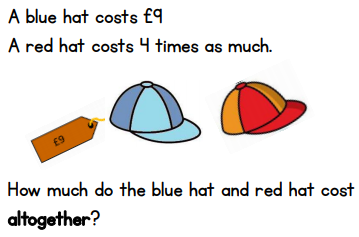 A blue hat costs £9
A red hat costs 4 times as much.
£9
How much do the blue hat and red hat cost
altogether?